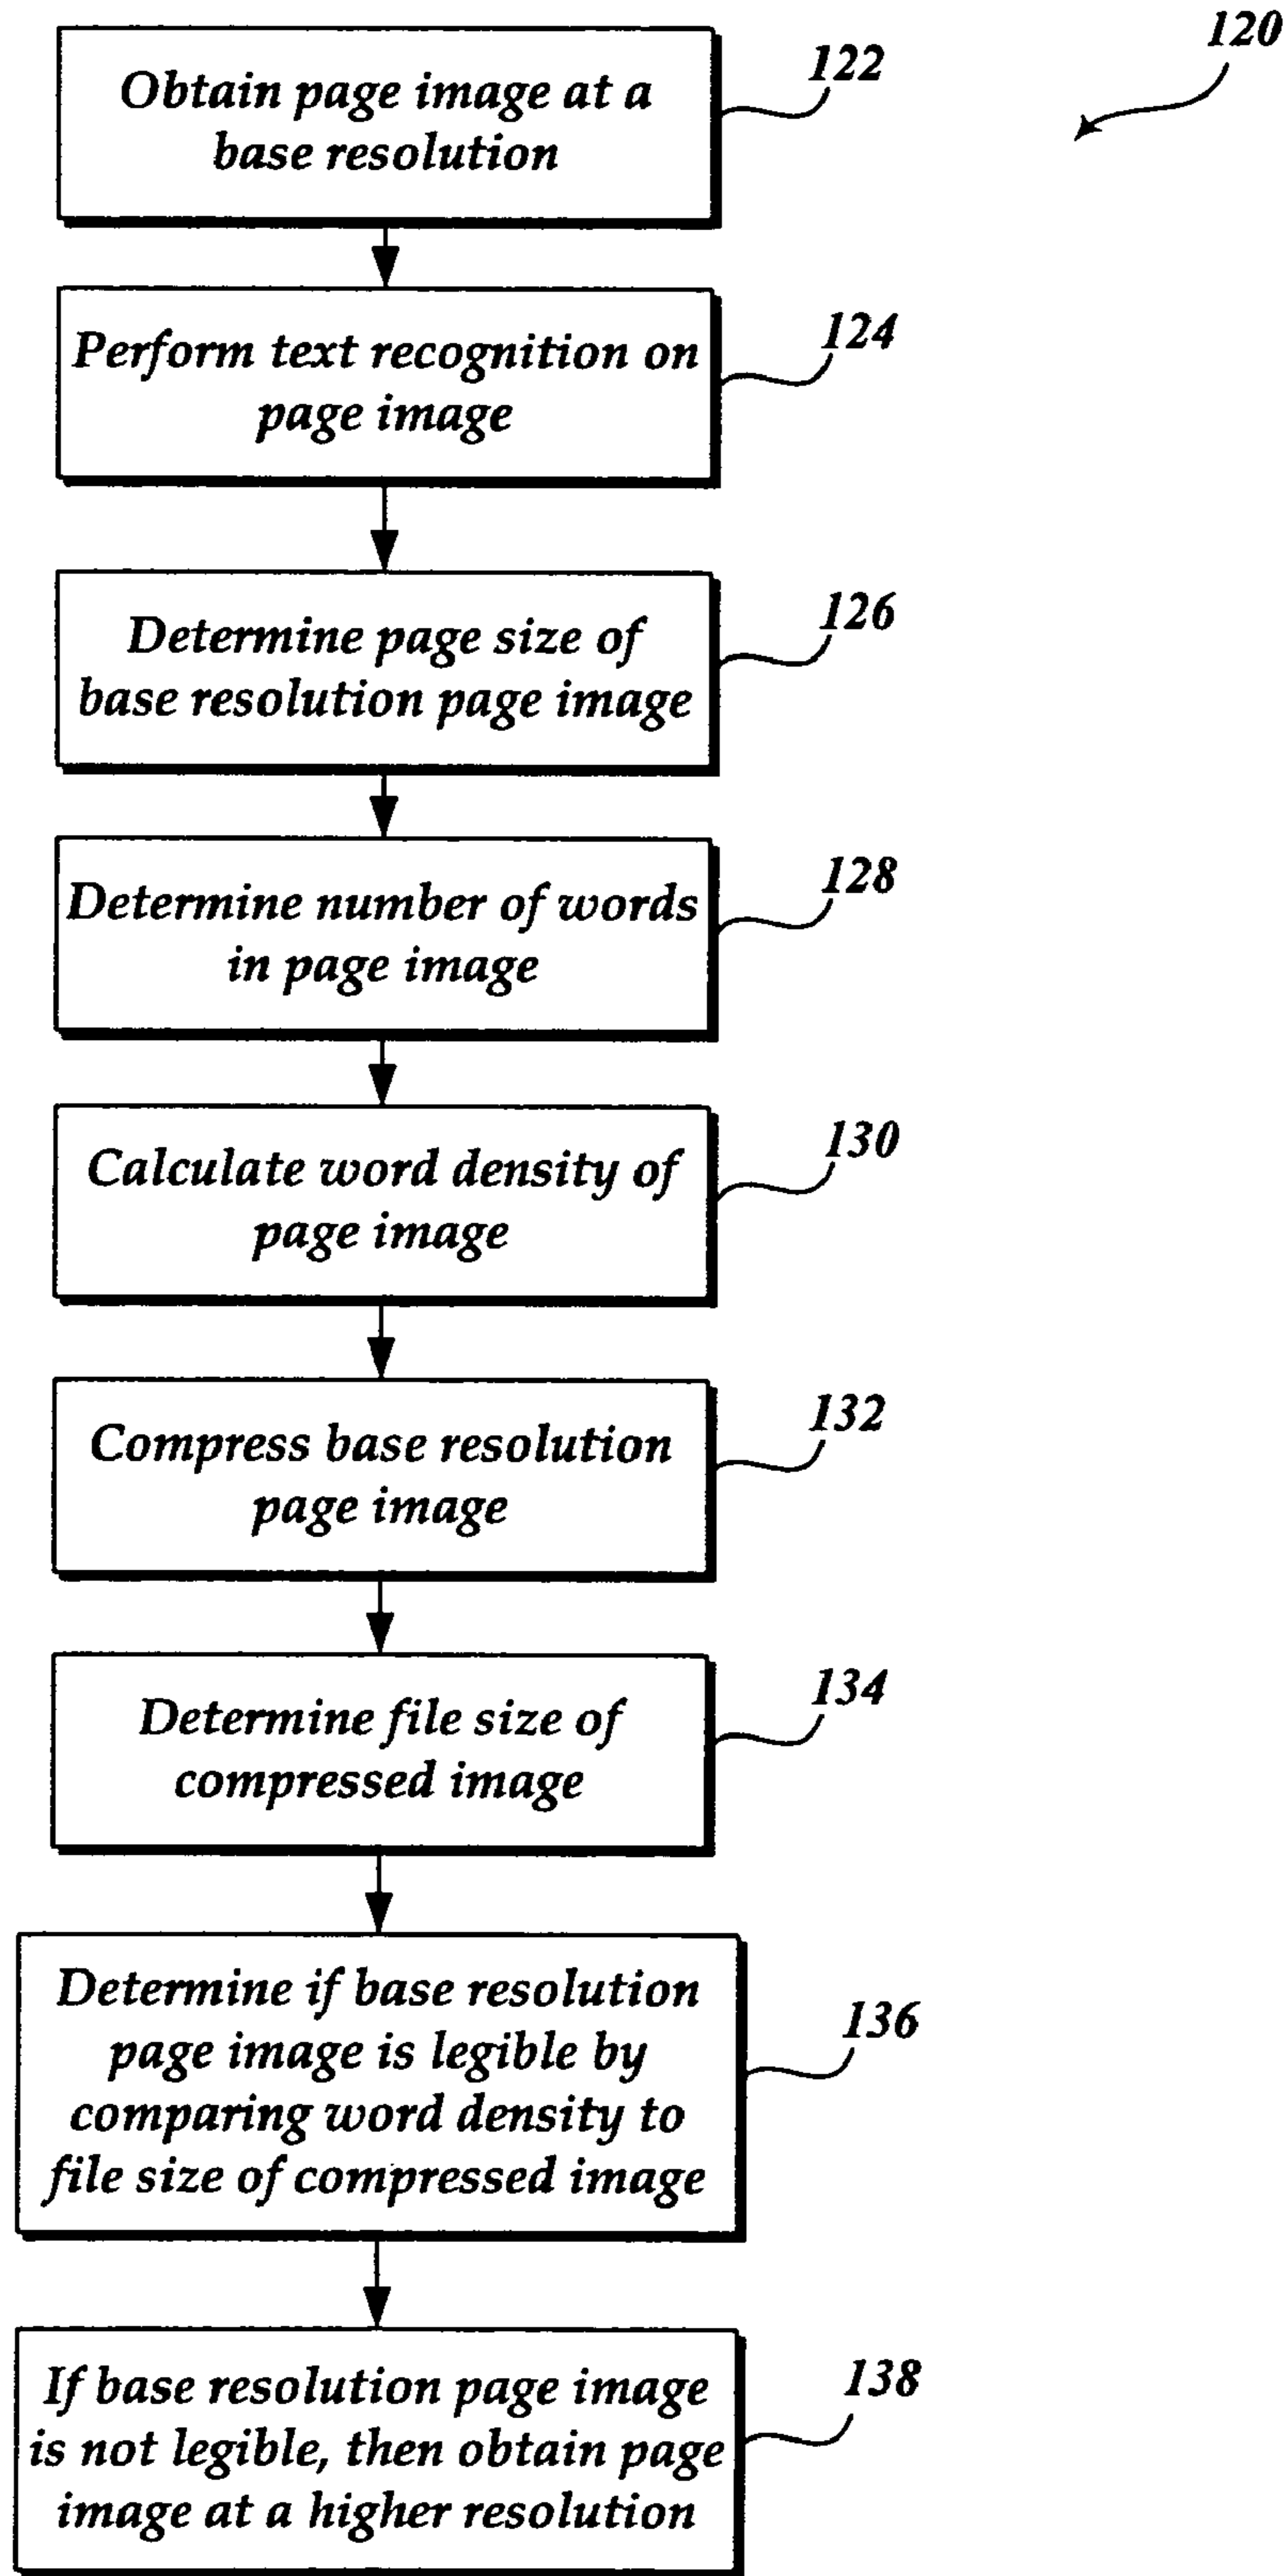 120
Obtain page image at a
base resolution
122
Perform text recognition on
page image
124
Determine page size of
base resolution page image
126
Determine number of words
in page image
128
Calculate word density of
page image
130
Compress base resolution
page image
132
Determine file size of
compressed image
134
Determine if base resolution
page image is legible by
comparing word density to
file size of compressed image
136
If base resolution page image
is not legible, then obtain page
image at a higher resolution
138